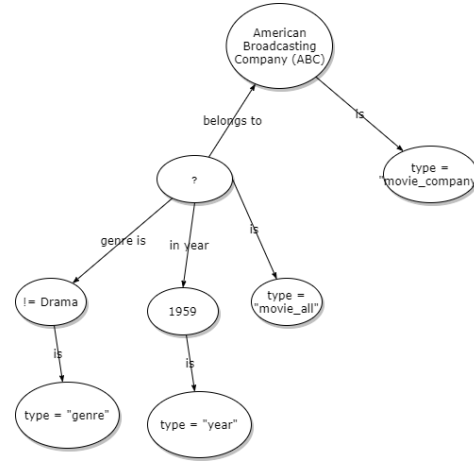 American
Broadcasting
Company (ABC)
belongs to
is
type =
"movie_company
?
genre is
in year
is
!= Drama
1959
type =
"movie_all"
is
is
type = "genre"
type = "year"